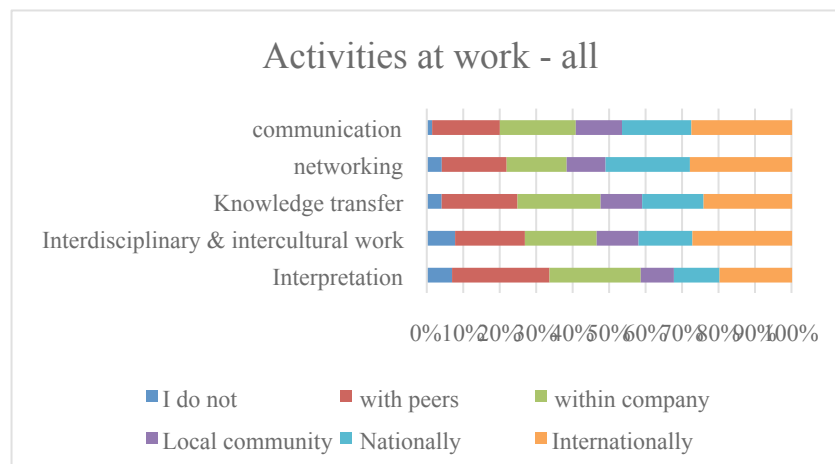 Activities at work - all
communication
networking
Knowledge transfer
Interdisciplinary & intercultural work
Interpretation
0% 10% 20% 30% 40% 50% 60% 70% 80% 90% 100%
I do not with peers within company
Local community Nationally Internationally